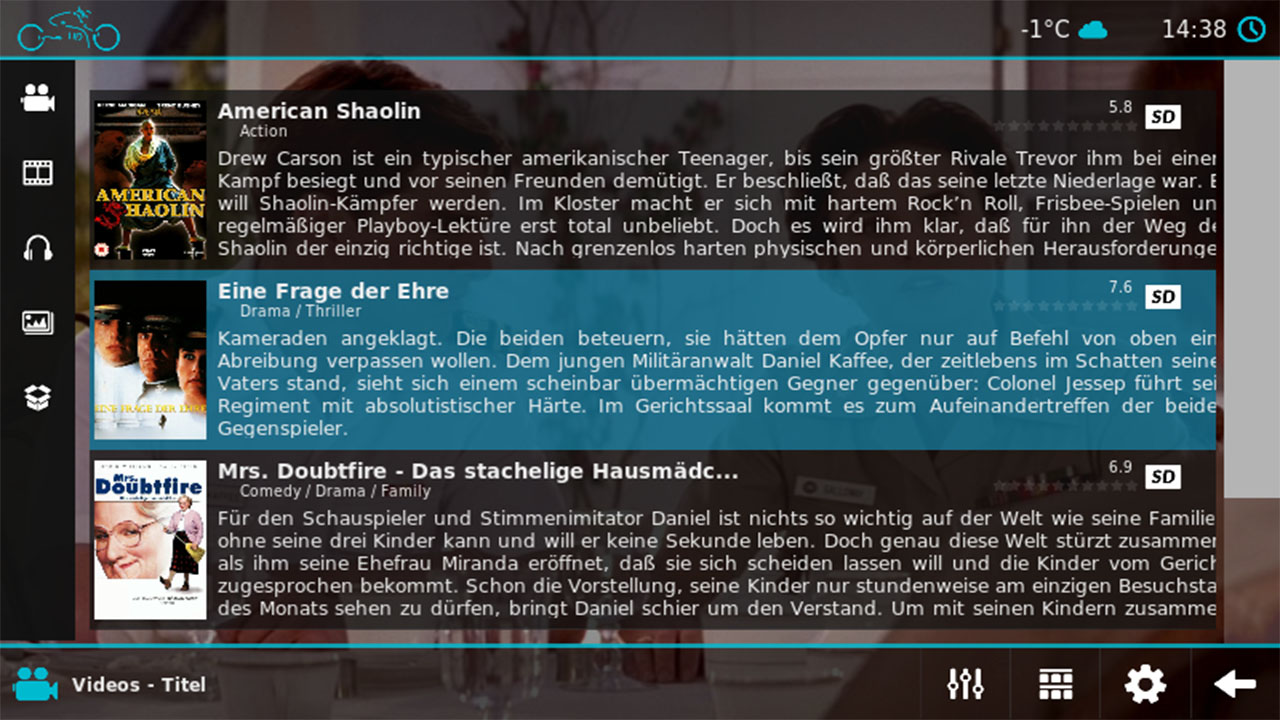 -1°C
14:38
American Shaolin
5.8
SD
Action
Drew Carson ist ein typischer amerikanischer Teenager, bis sein größter Rivale Trevor ihm bei einer
Kampf besiegt und vor seinen Freunden demütigt. Er beschließt, daß das seine letzte Niederlage war. E
will Shaolin-Kämpfer werden. Im Kloster macht er sich mit hartem Rock’n Roll, Frisbee-Spielen un
regelmäßiger Playboy-Lektüre erst total unbeliebt. Doch es wird ihm klar, daß für ihn der Weg de
Shaolin der einzig richtige ist. Nach grenzenlos harten physischen und körperlichen Herausforderunge
AMERICAN
SHAOLIN
Eine Frage der Ehre
7.6
SD
Drama / Thriller
Kameraden angeklagt. Die beiden beteuern, sie hätten dem Opfer nur auf Befehl von oben ein
Abreibung verpassen wollen. Dem jungen Militäranwalt Daniel Kaffee, der zeitlebens im Schatten seine
Vaters stand, sieht sich einem scheinbar übermächtigen Gegner gegenüber: Colonel Jessep führt sei
Regiment mit absolutistischer Härte. Im Gerichtssaal kommt es zum Aufeinandertreffen der beide
Gegenspieler.
EINE FRAGE DER EHRE
Mrs. Doubtfire - Das stachelige Hausmädc...
6.9
SD
Comedy / Drama / Family
Für den Schauspieler und Stimmenimitator Daniel ist nichts so wichtig auf der Welt wie seine Familie
ohne seine drei Kinder kann und will er keine Sekunde leben. Doch genau diese Welt stürzt zusammen
als ihm seine Ehefrau Miranda eröffnet, daß sie sich scheiden lassen will und die Kinder vom Gerich
zugesprochen bekommt. Schon die Vorstellung, seine Kinder nur stundenweise am einzigen Besuchsta
des Monats sehen zu dürfen, bringt Daniel schier um den Verstand. Um mit seinen Kindern zusamme
Mrs.
Doubtfire
GALLOWAY
Videos - Titel